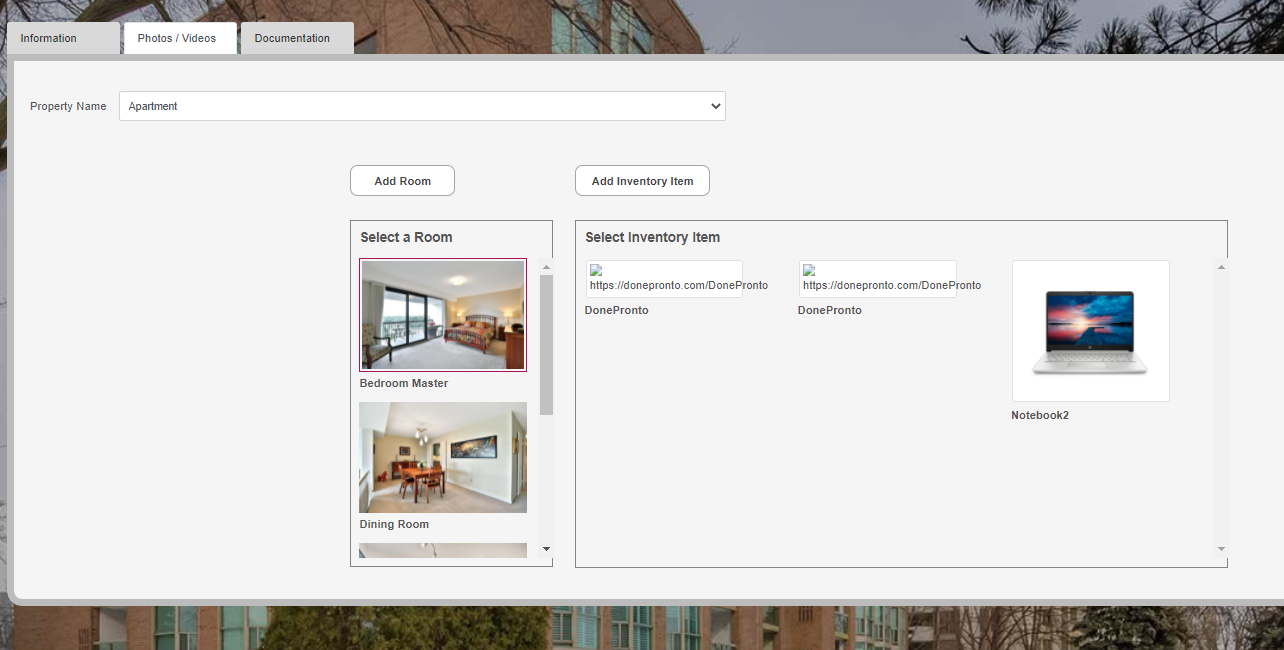 Information
Photos / Videos
Documentation
Property Name
Apartment
Add Room
Add Inventory Item
Select a Room
Select Inventory Item
https://donepronto.com/DonePronto
https://donepronto.com/DonePronto
DonePronto
DonePronto
Bedroom Master
Notebook2
Dining Room